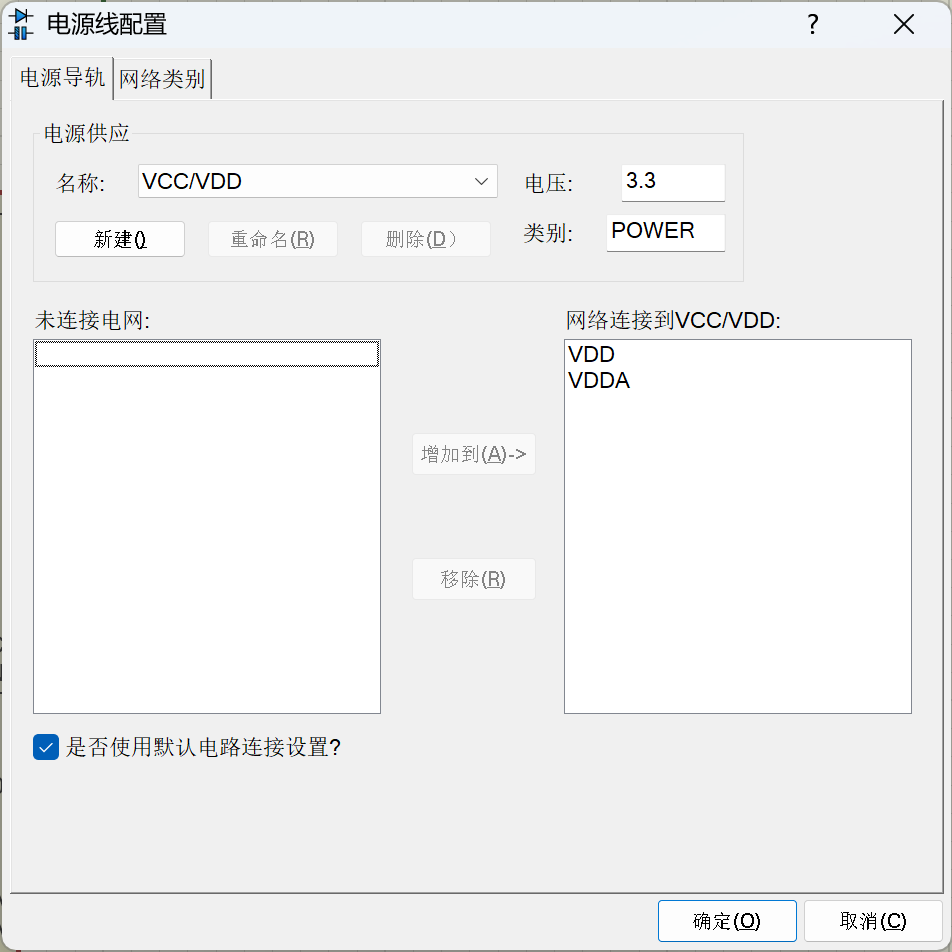 电源线配置 ?
电源导轨 网络类别
电源供应
名称: VCC/VDD 电压: 3.3
新建() 重命名(R) 删除(D） 类别: POWER
未连接电网: 网络连接到VCC/VDD:
VDD
VDDA
增加到(A)->
移除(R)
是否使用默认电路连接设置?
确定(O) 取消(C)